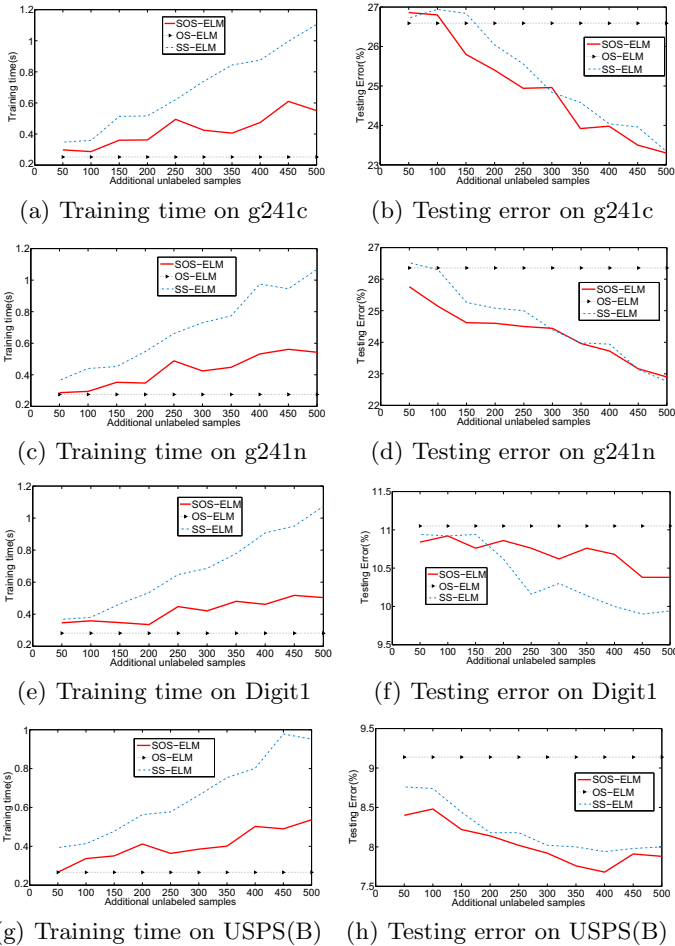 1.2
1
0.8
0.6
0.4
0.2
Training time(s)
SOS-ELM
OS-ELM
SS-ELM
0 50 100 150 200 250 300 350 400 450 500
Additional unlabeled samples
(a) Training time on g241c
27
26
25
24
23
Testing Error(%)
SOS-ELM
OS-ELM
SS-ELM
0 50 100 150 200 250 300 350 400 450 500
Additional unlabeled samples
(b) Testing error on g241c
1.2
1
0.8
0.6
0.4
0.2
Training time(s)
SOS-ELM
OS-ELM
SS-ELM
0 50 100 150 200 250 300 350 400 450 500
Additional unlabeled samples
(c) Training time on g241n
27
26
25
24
23
22
Testing Error(%)
SOS-ELM
OS-ELM
SS-ELM
0 50 100 150 200 250 300 350 400 450 500
Additional unlabeled samples
(d) Testing error on g241n
1.2
1
0.8
0.6
0.4
0.2
Training time(s)
SOS-ELM
OS-ELM
SS-ELM
0 50 100 150 200 250 300 350 400 450 500
Additional unlabeled samples
(e) Training time on Digit1
11.5
11
10.5
10
9.5
Testing Error(%)
SOS-ELM
OS-ELM
SS-ELM
0 50 100 150 200 250 300 350 400 450 500
Additional unlabeled samples
(f) Testing error on Digit1
1
0.8
0.6
0.4
0.2
Training time(s)
SOS-ELM
OS-ELM
SS-ELM
0 50 100 150 200 250 300 350 400 450 500
Additional unlabeled samples
g) Training time on USPS(B)
9.5
9
8.5
8
7.5
Testing Error(%)
SOS-ELM
OS-ELM
SS-ELM
0 50 100 150 200 250 300 350 400 450 500
Additional unlabeled samples
(h) Testing error on USPS(B)